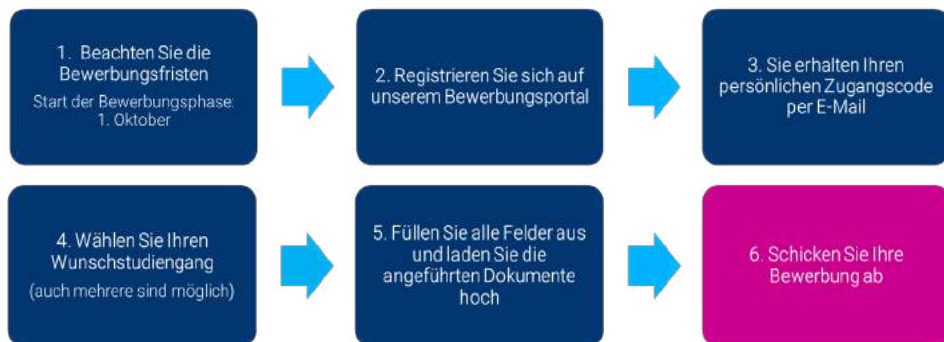 1. Beachten Sie die
Bewerbungsfristen
Start der Bewerbungsphase:
1. Oktober
2. Registrieren Sie sich auf
unserem Bewerbungsportal
3. Sie erhalten Ihren
persönlichen Zugangscode
per E-Mail
4. Wählen Sie Ihren
Wunschstudiengang
(auch mehrere sind möglich)
5. Füllen Sie alle Felder aus
und laden Sie die
angeführten Dokumente
hoch
6. Schicken Sie Ihre
Bewerbung ab